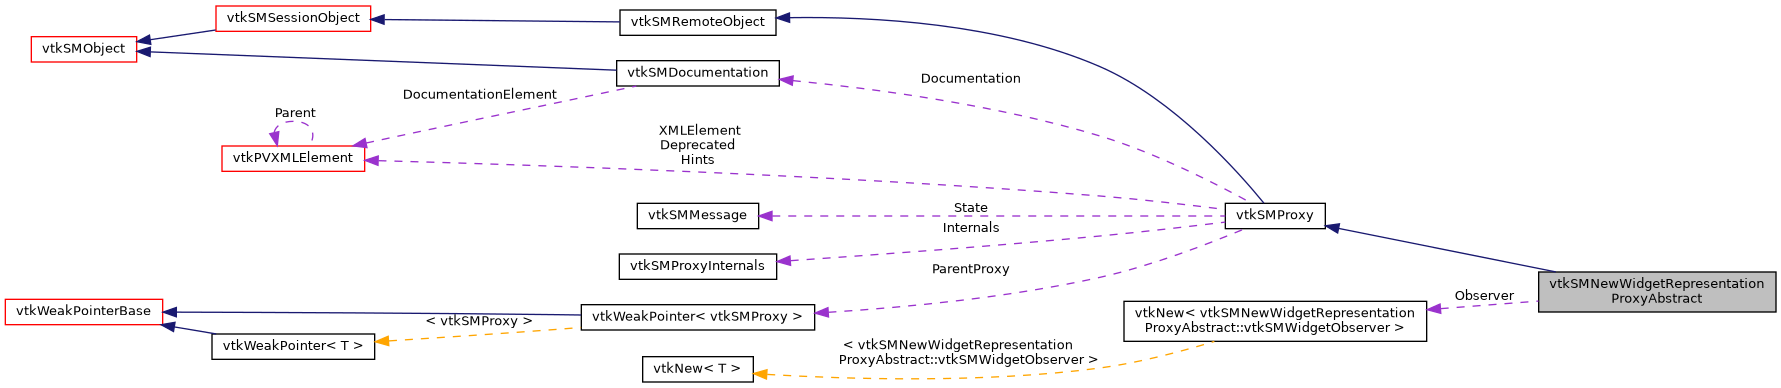 vtkSMSessionObject
vtkSMRemoteObject
vtkSMObject
vtkSMDocumentation
Documentation
DocumentationElement
Parent
XMLElement
Deprecated
Hints
vtkPVXMLElement
State
vtkSMMessage
vtkSMProxy
Internals
vtkSMProxyInternals
ParentProxy
vtkSMNewWidgetRepresentation
ProxyAbstract
Observer
vtkWeakPointerBase
vtkWeakPointer< vtkSMProxy >
< vtkSMProxy >
vtkNew< vtkSMNewWidgetRepresentation
ProxyAbstract::vtkSMWidgetObserver >
vtkWeakPointer< T >
< vtkSMNewWidgetRepresentation
ProxyAbstract::vtkSMWidgetObserver >
vtkNew< T >